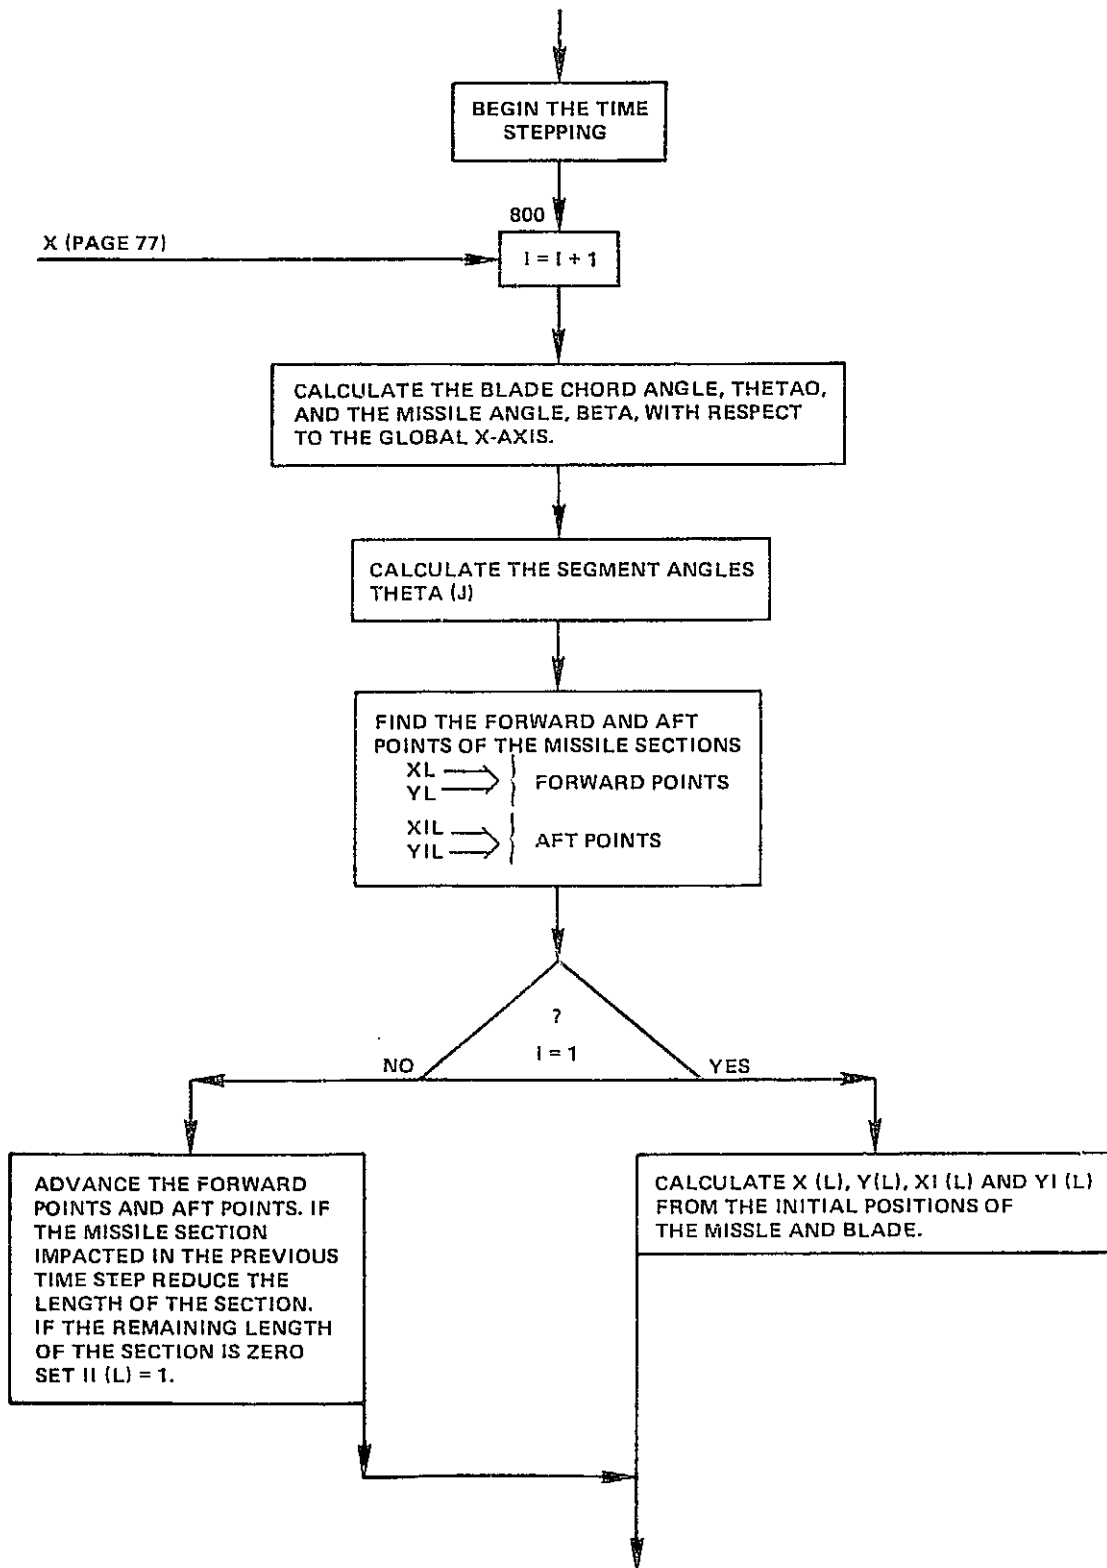 BEGIN THE TIME
STEPPING
800
X (PAGE 77)
I = I + 1
CALCULATE THE BLADE CHORD ANGLE, THETAO,
AND THE MISSILE ANGLE, BETA, WITH RESPECT
TO THE GLOBAL X-AXIS.
CALCULATE THE SEGMENT ANGLES
THETA (J)
FIND THE FORWARD AND AFT
POINTS OF THE MISSILE SECTIONS
XL
YL
FORWARD POINTS
XIL
YIL
AFT POINTS
?
I = 1
NO
YES
ADVANCE THE FORWARD
POINTS AND AFT POINTS. IF
THE MISSILE SECTION
IMPACTED IN THE PREVIOUS
TIME STEP REDUCE THE
LENGTH OF THE SECTION.
IF THE REMAINING LENGTH
OF THE SECTION IS ZERO
SET II (L) = 1.
CALCULATE X (L), Y(L), XI (L) AND YI (L)
FROM THE INITIAL POSITIONS OF
THE MISSLE AND BLADE.